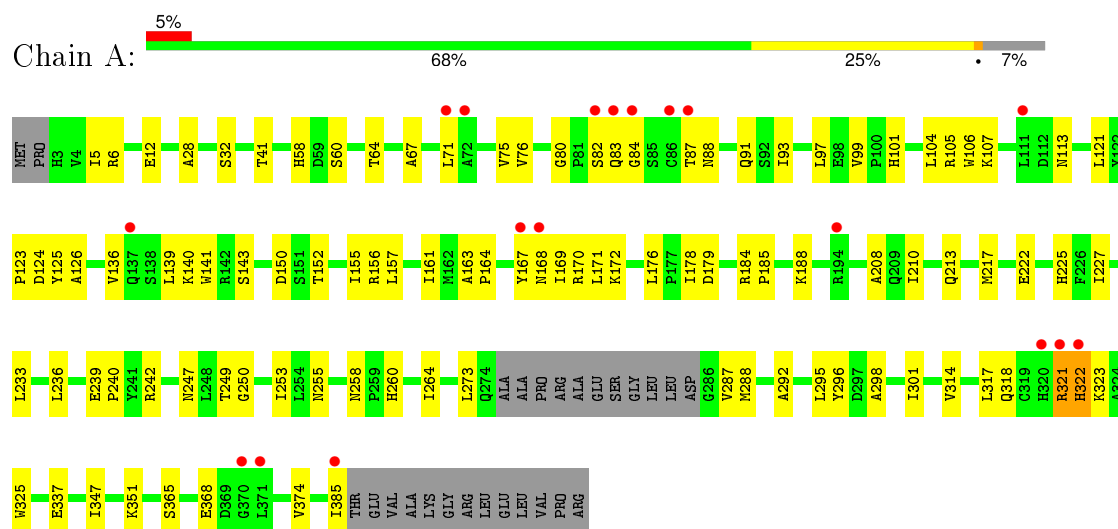 5%
Chain A:
68% 25% • 7%
MET PRO H3 V4 I5 R6 E12 A28 S32 T41 H58 D59 S60 T64 A67 L71 A72 V75 V76 G80 P81 S82 Q83 G84 S85 C86 T87 N88 Q91 S92 I93 L97 E98 V99 P100 H101 L104 R105 W106 K107 L111 D112 N113 L121
P123 D124 Y125 A126 V136 Q137 S138 L139 K140 W141 R142 S143 D150 S151 T152 I155 R156 L157 I161 M162 A163 P164 Y167 N168 I169 R170 L171 K172 L176 P177 I178 D179 R184 P185 K188 R194 A208 Q209 I210 Q213 M217 E222 H225 F226 I227
L233 L236 E239 P240 Y241 R242 N247 L248 T249 G250 I253 L254 N255 N258 P259 H260 I264 L273 Q274 ALA ALA PRO ARG ALA GLU SER GLY LEU LEU ASP G286 V287 M288 A292 L295 Y296 D297 A298 I301 V314 L317 Q318 C319 H320 R321 H322 K323 A324
W325 E337 I347 K351 S365 E368 D369 G370 L371 V374 I385 THR GLU VAL ALA LYS GLY ARG LEU GLU LEU VAL PRO ARG